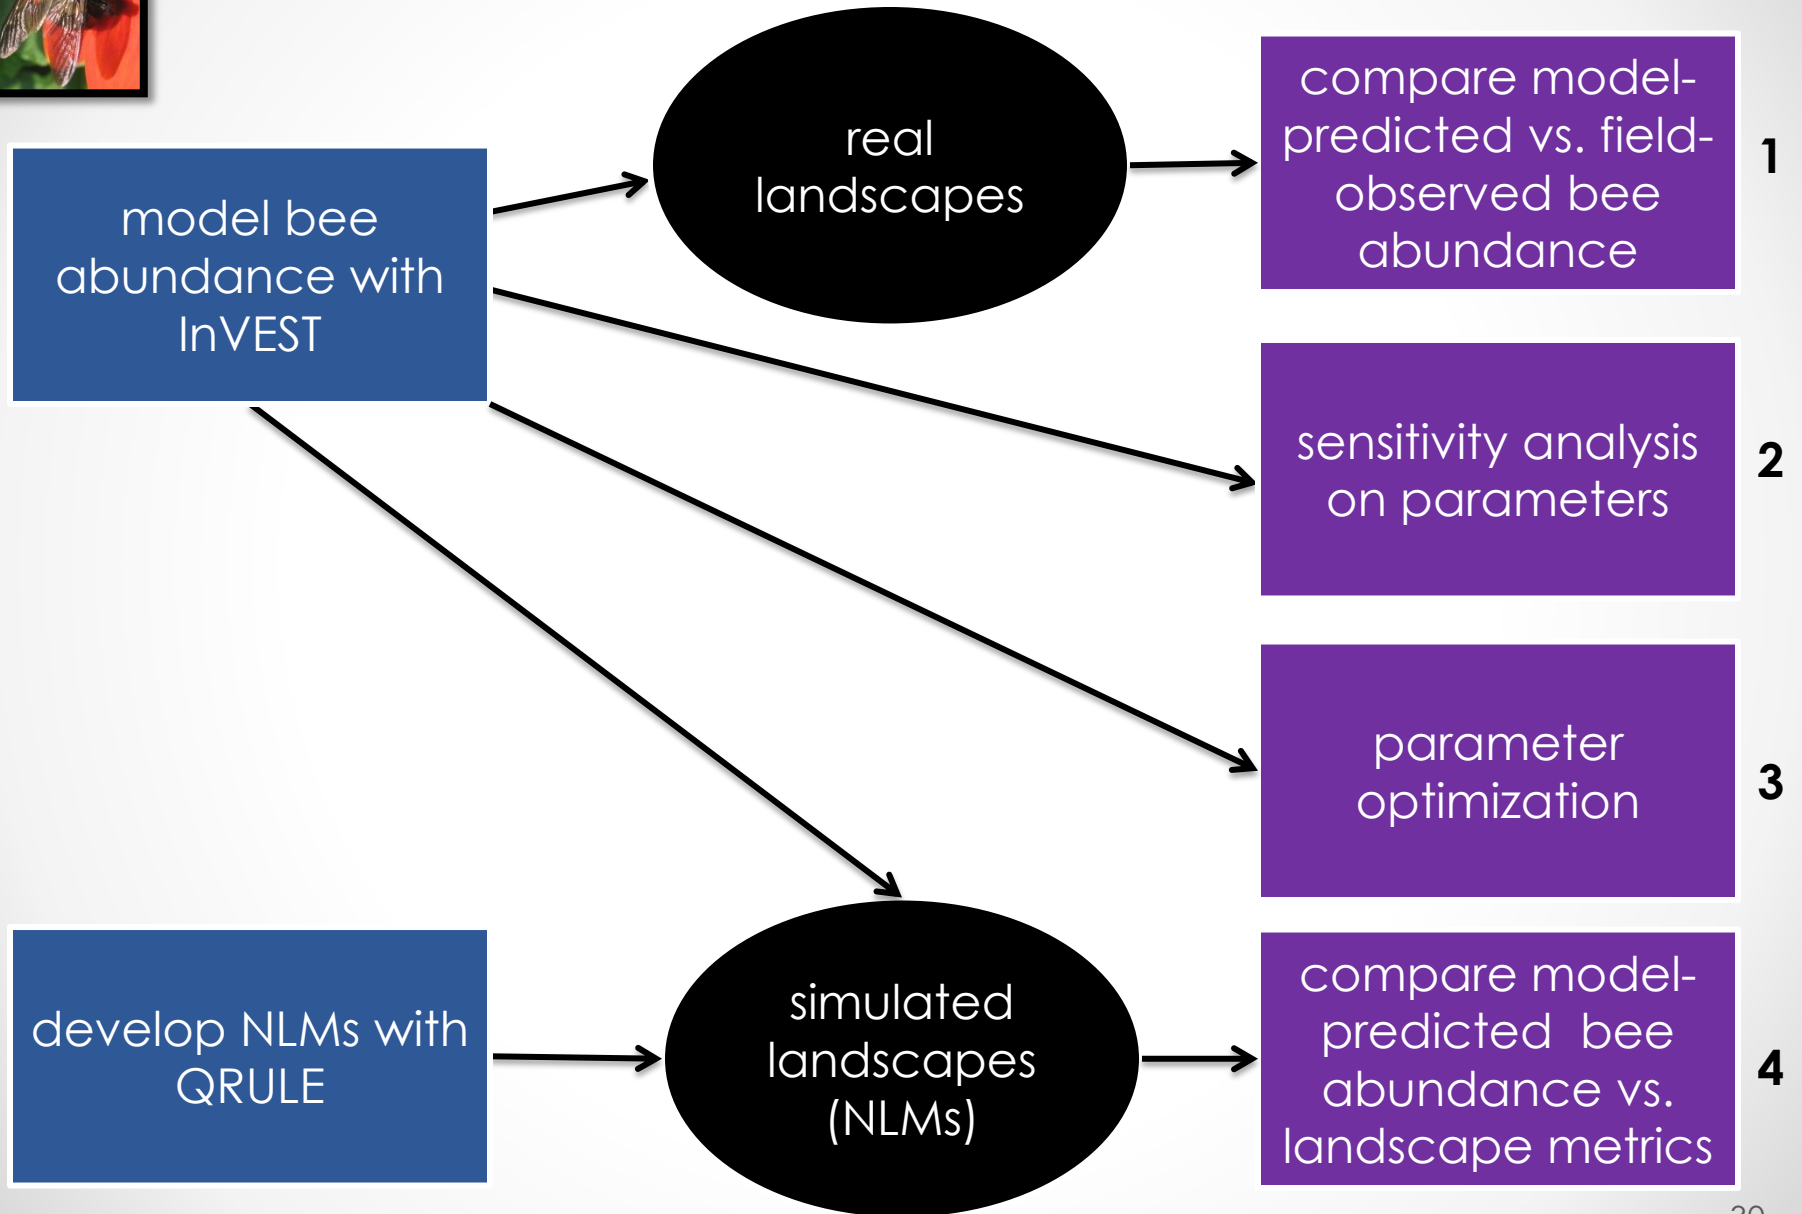 model bee
abundance with
InVEST
real
landscapes
compare model-
predicted vs. field-
observed bee
abundance
1
sensitivity analysis
on parameters
2
parameter
optimization
3
develop NLMs with
QRULE
simulated
landscapes
(NLMs)
compare model-
predicted bee
abundance vs.
landscape metrics
4